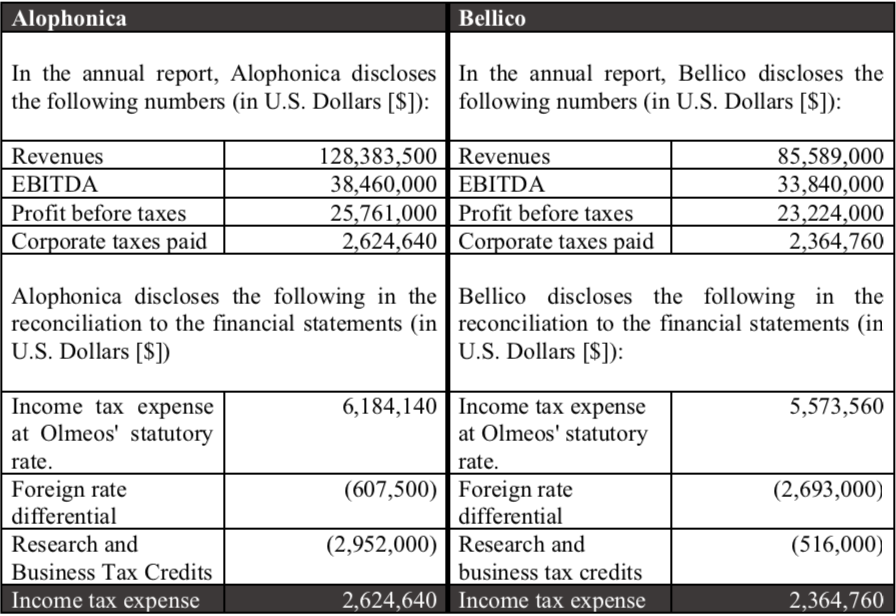 Alophonica
In the annual report, Alophonica discloses
the following numbers (in U.S. Dollars [$]):
Revenues 128,383,500
EBITDA 38,460,000
Profit before taxes 25,761,000
Corporate taxes paid 2,624,640
Alophonica discloses the following in the
reconciliation to the financial statements (in
U.S. Dollars [$])
Income tax expense 6,184,140
at Olmeos' statutory
rate.
Foreign rate (607,500)
differential
Research and (2,952,000)
Business Tax Credits
Income tax expense 2,624,640
Bellico
In the annual report, Bellico discloses the
following numbers (in U.S. Dollars [$]):
Revenues 85,589,000
EBITDA 33,840,000
Profit before taxes 23,224,000
Corporate taxes paid 2,364,760
Bellico discloses the following in the
reconciliation to the financial statements (in
U.S. Dollars [$]):
Income tax expense 5,573,560
at Olmeos' statutory
rate.
Foreign rate (2,693,000)
differential
Research and (516,000)
business tax credits
Income tax expense 2,364,760